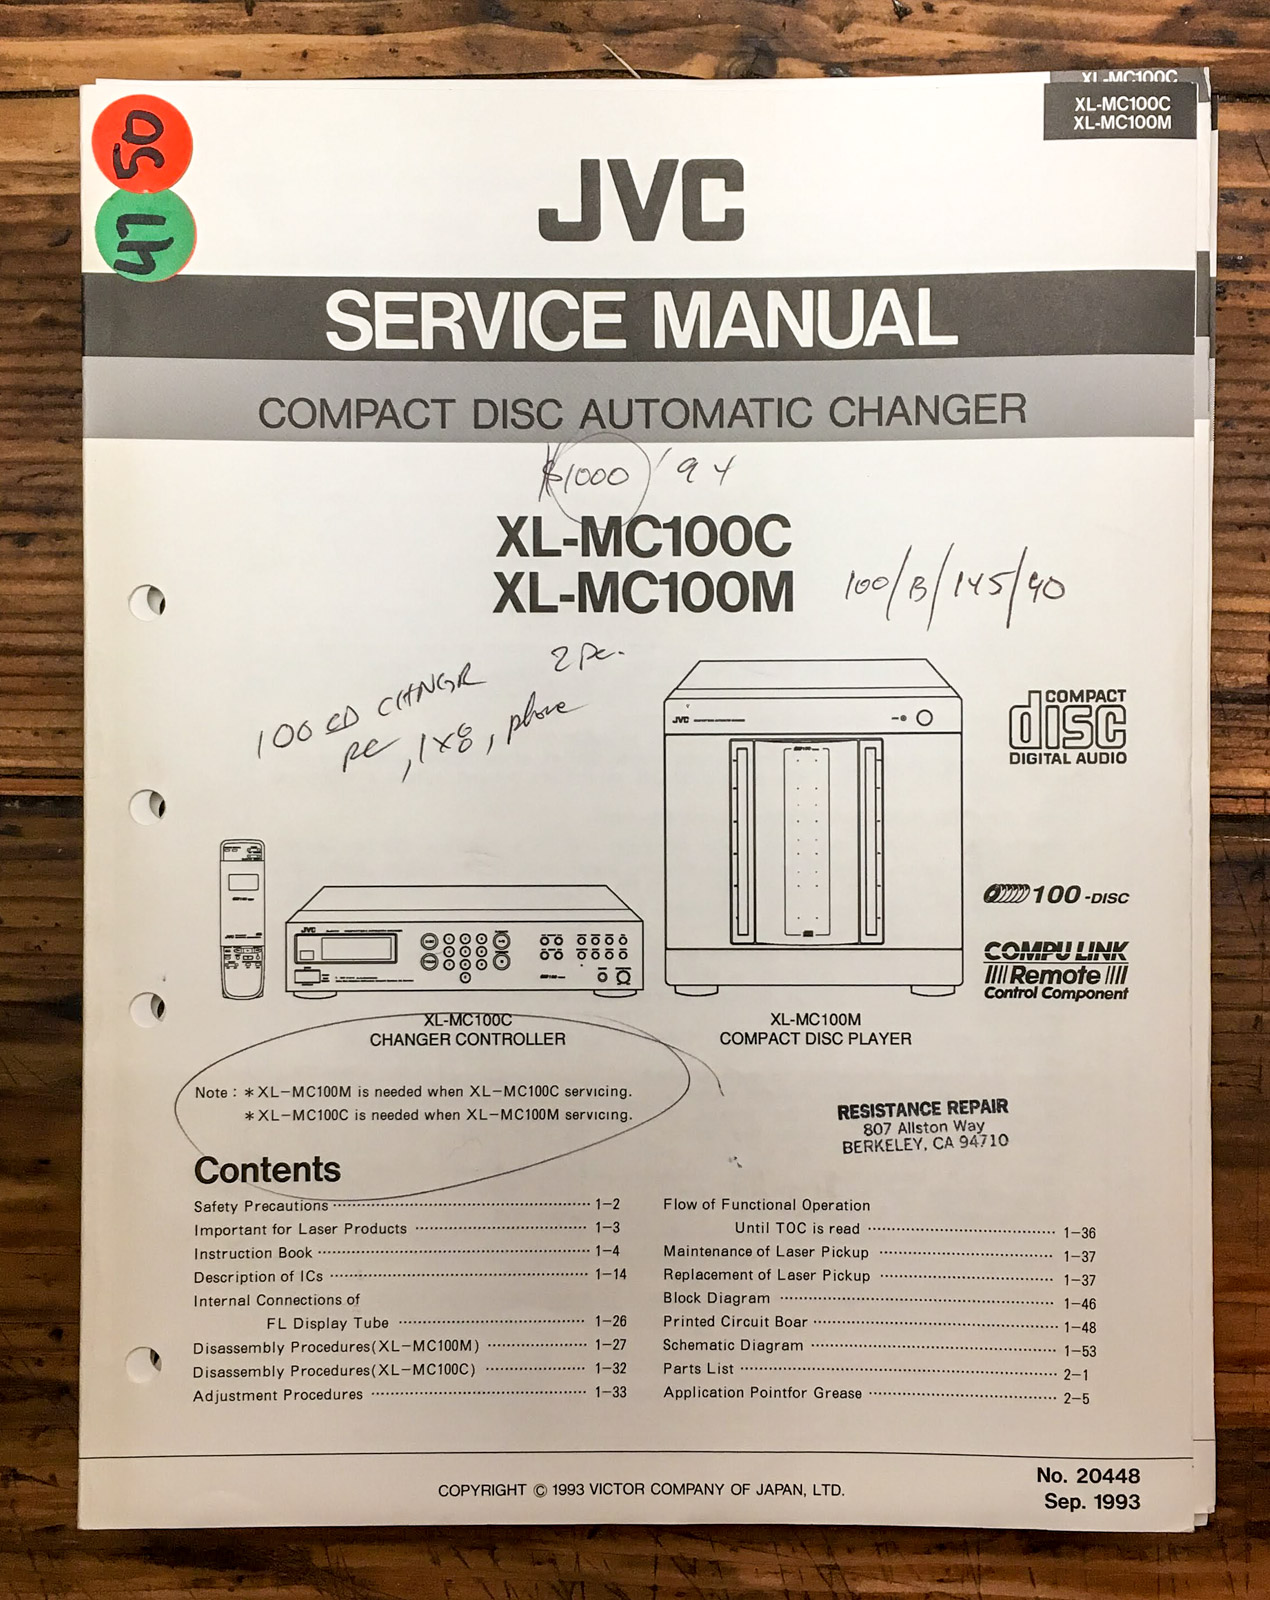 XL-MC100C
XL-MC100C
XL-MC100M
50
47
JVC
SERVICE MANUAL
COMPACT DISC AUTOMATIC CHANGER
$1000 '94
XL-MC100C
XL-MC100M
100/B/145/40
100 CD CHANGR 2 pc.
RC, 1x8, phone
JVC
COMPACT
disc
DIGITAL AUDIO
100-DISC
COMPU LINK
Remote
Control Component
JVC
XL-MC100C
CHANGER CONTROLLER
XL-MC100M
COMPACT DISC PLAYER
Note : * XL-MC100M is needed when XL-MC100C servicing.
* XL-MC100C is needed when XL-MC100M servicing.
RESISTANCE REPAIR
807 Allston Way
BERKELEY, CA 94710
Contents
Safety Precautions 1-2
Important for Laser Products 1-3
Instruction Book 1-4
Description of ICs 1-14
Internal Connections of
FL Display Tube 1-26
Disassembly Procedures(XL-MC100M) 1-27
Disassembly Procedures(XL-MC100C) 1-32
Adjustment Procedures 1-33
Flow of Functional Operation
Until TOC is read 1-36
Maintenance of Laser Pickup 1-37
Replacement of Laser Pickup 1-37
Block Diagram 1-46
Printed Circuit Boar 1-48
Schematic Diagram 1-53
Parts List 2-1
Application Pointfor Grease 2-5
COPYRIGHT © 1993 VICTOR COMPANY OF JAPAN, LTD.
No. 20448
Sep. 1993